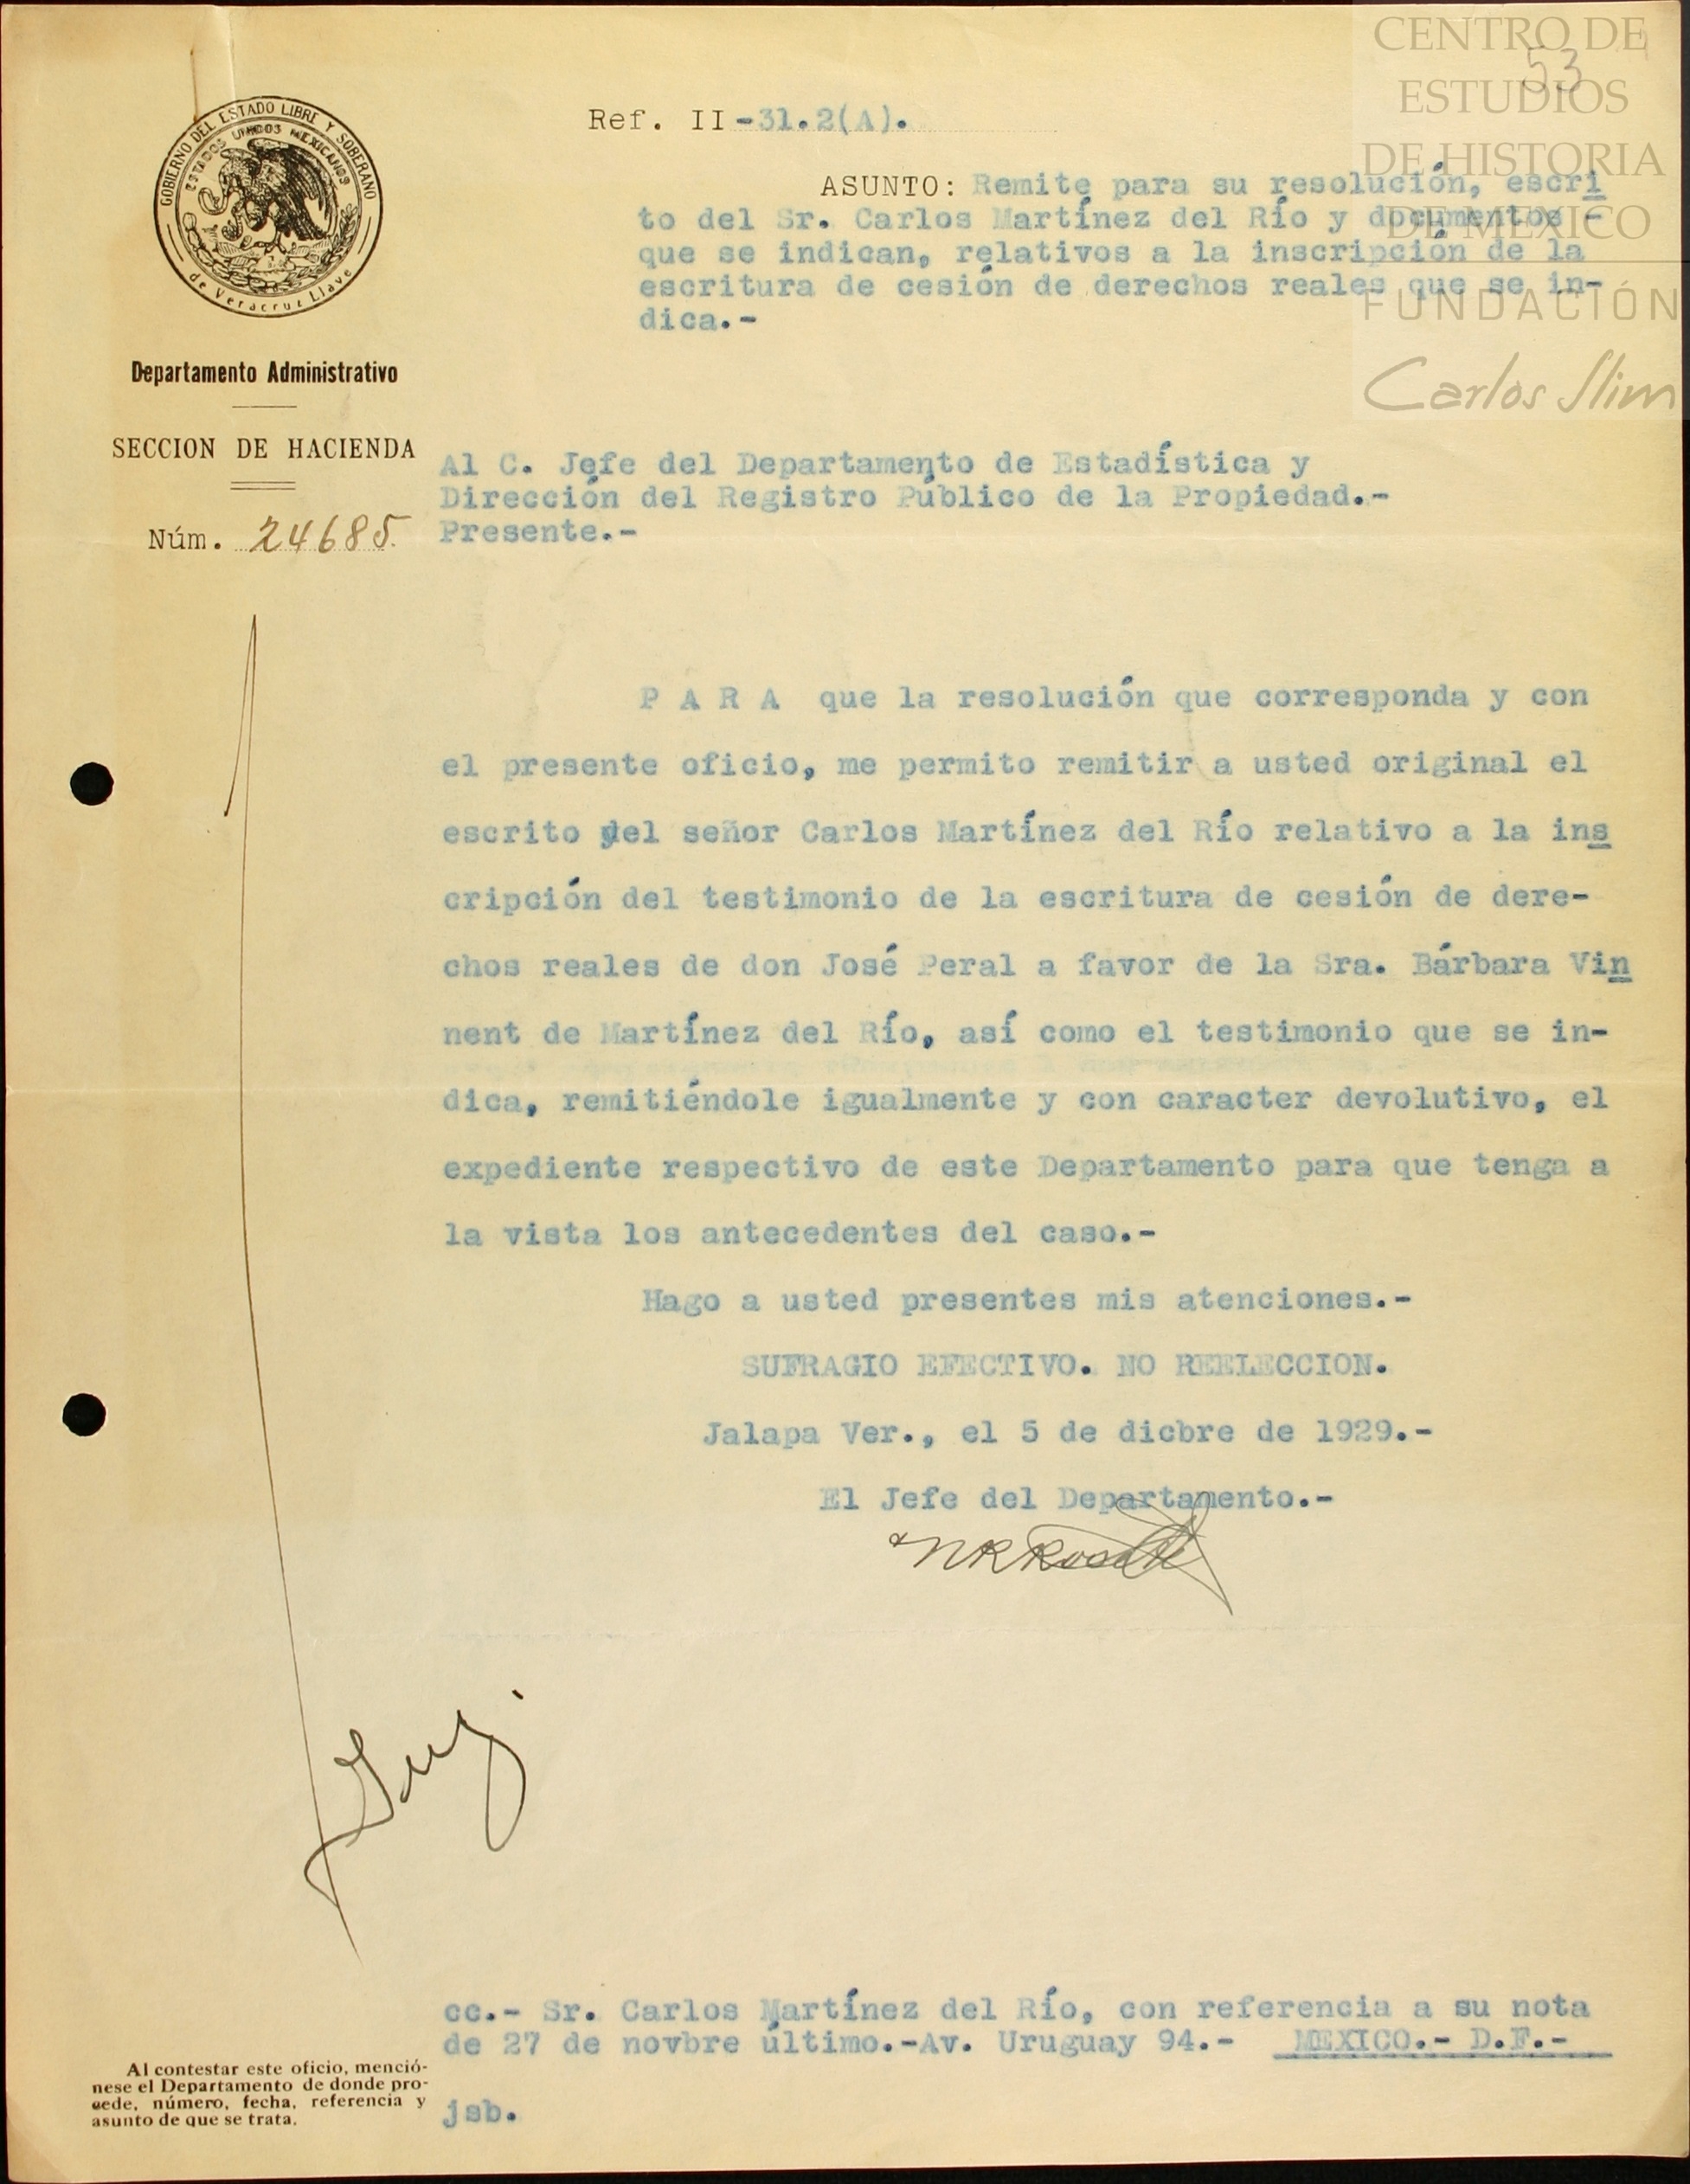 CENTRO DE
53
ESTUDIOS
DE HISTORIA
DE MEXICO
FUNDACIÓN
Carlos Slim
GOBIERNO DEL ESTADO LIBRE Y SOBERANO
ESTADOS UNIDOS MEXICANOS
de Veracruz Llave
Ref. II-31.2(A).
ASUNTO: Remite para su resolución, escri
to del Sr. Carlos Martínez del Río y documentos -
que se indican, relativos a la inscripción de la
escritura de cesión de derechos reales que se in-
dica.-
Departamento Administrativo
SECCION DE HACIENDA
Núm. 24685.
Al C. Jefe del Departamento de Estadística y
Dirección del Registro Público de la Propiedad.-
Presente.-
P A R A que la resolución que corresponda y con
el presente oficio, me permito remitir a usted original el
escrito del señor Carlos Martínez del Río relativo a la ins
cripción del testimonio de la escritura de cesión de dere-
chos reales de don José Peral a favor de la Sra. Bárbara Vin
nent de Martínez del Río, así como el testimonio que se in-
dica, remitiéndole igualmente y con caracter devolutivo, el
expediente respectivo de este Departamento para que tenga a
la vista los antecedentes del caso.-
Hago a usted presentes mis atenciones.-
SUFRAGIO EFECTIVO. NO REELECCION.
Jalapa Ver., el 5 de dicbre de 1929.-
El Jefe del Departamento.-
cc.- Sr. Carlos Martínez del Río, con referencia a su nota
de 27 de novbre último.-Av. Uruguay 94.- MEXICO.- D.F.-
jsb.
Al contestar este oficio, menció-
nese el Departamento de donde pro-
cede, número, fecha, referencia y
asunto de que se trata.